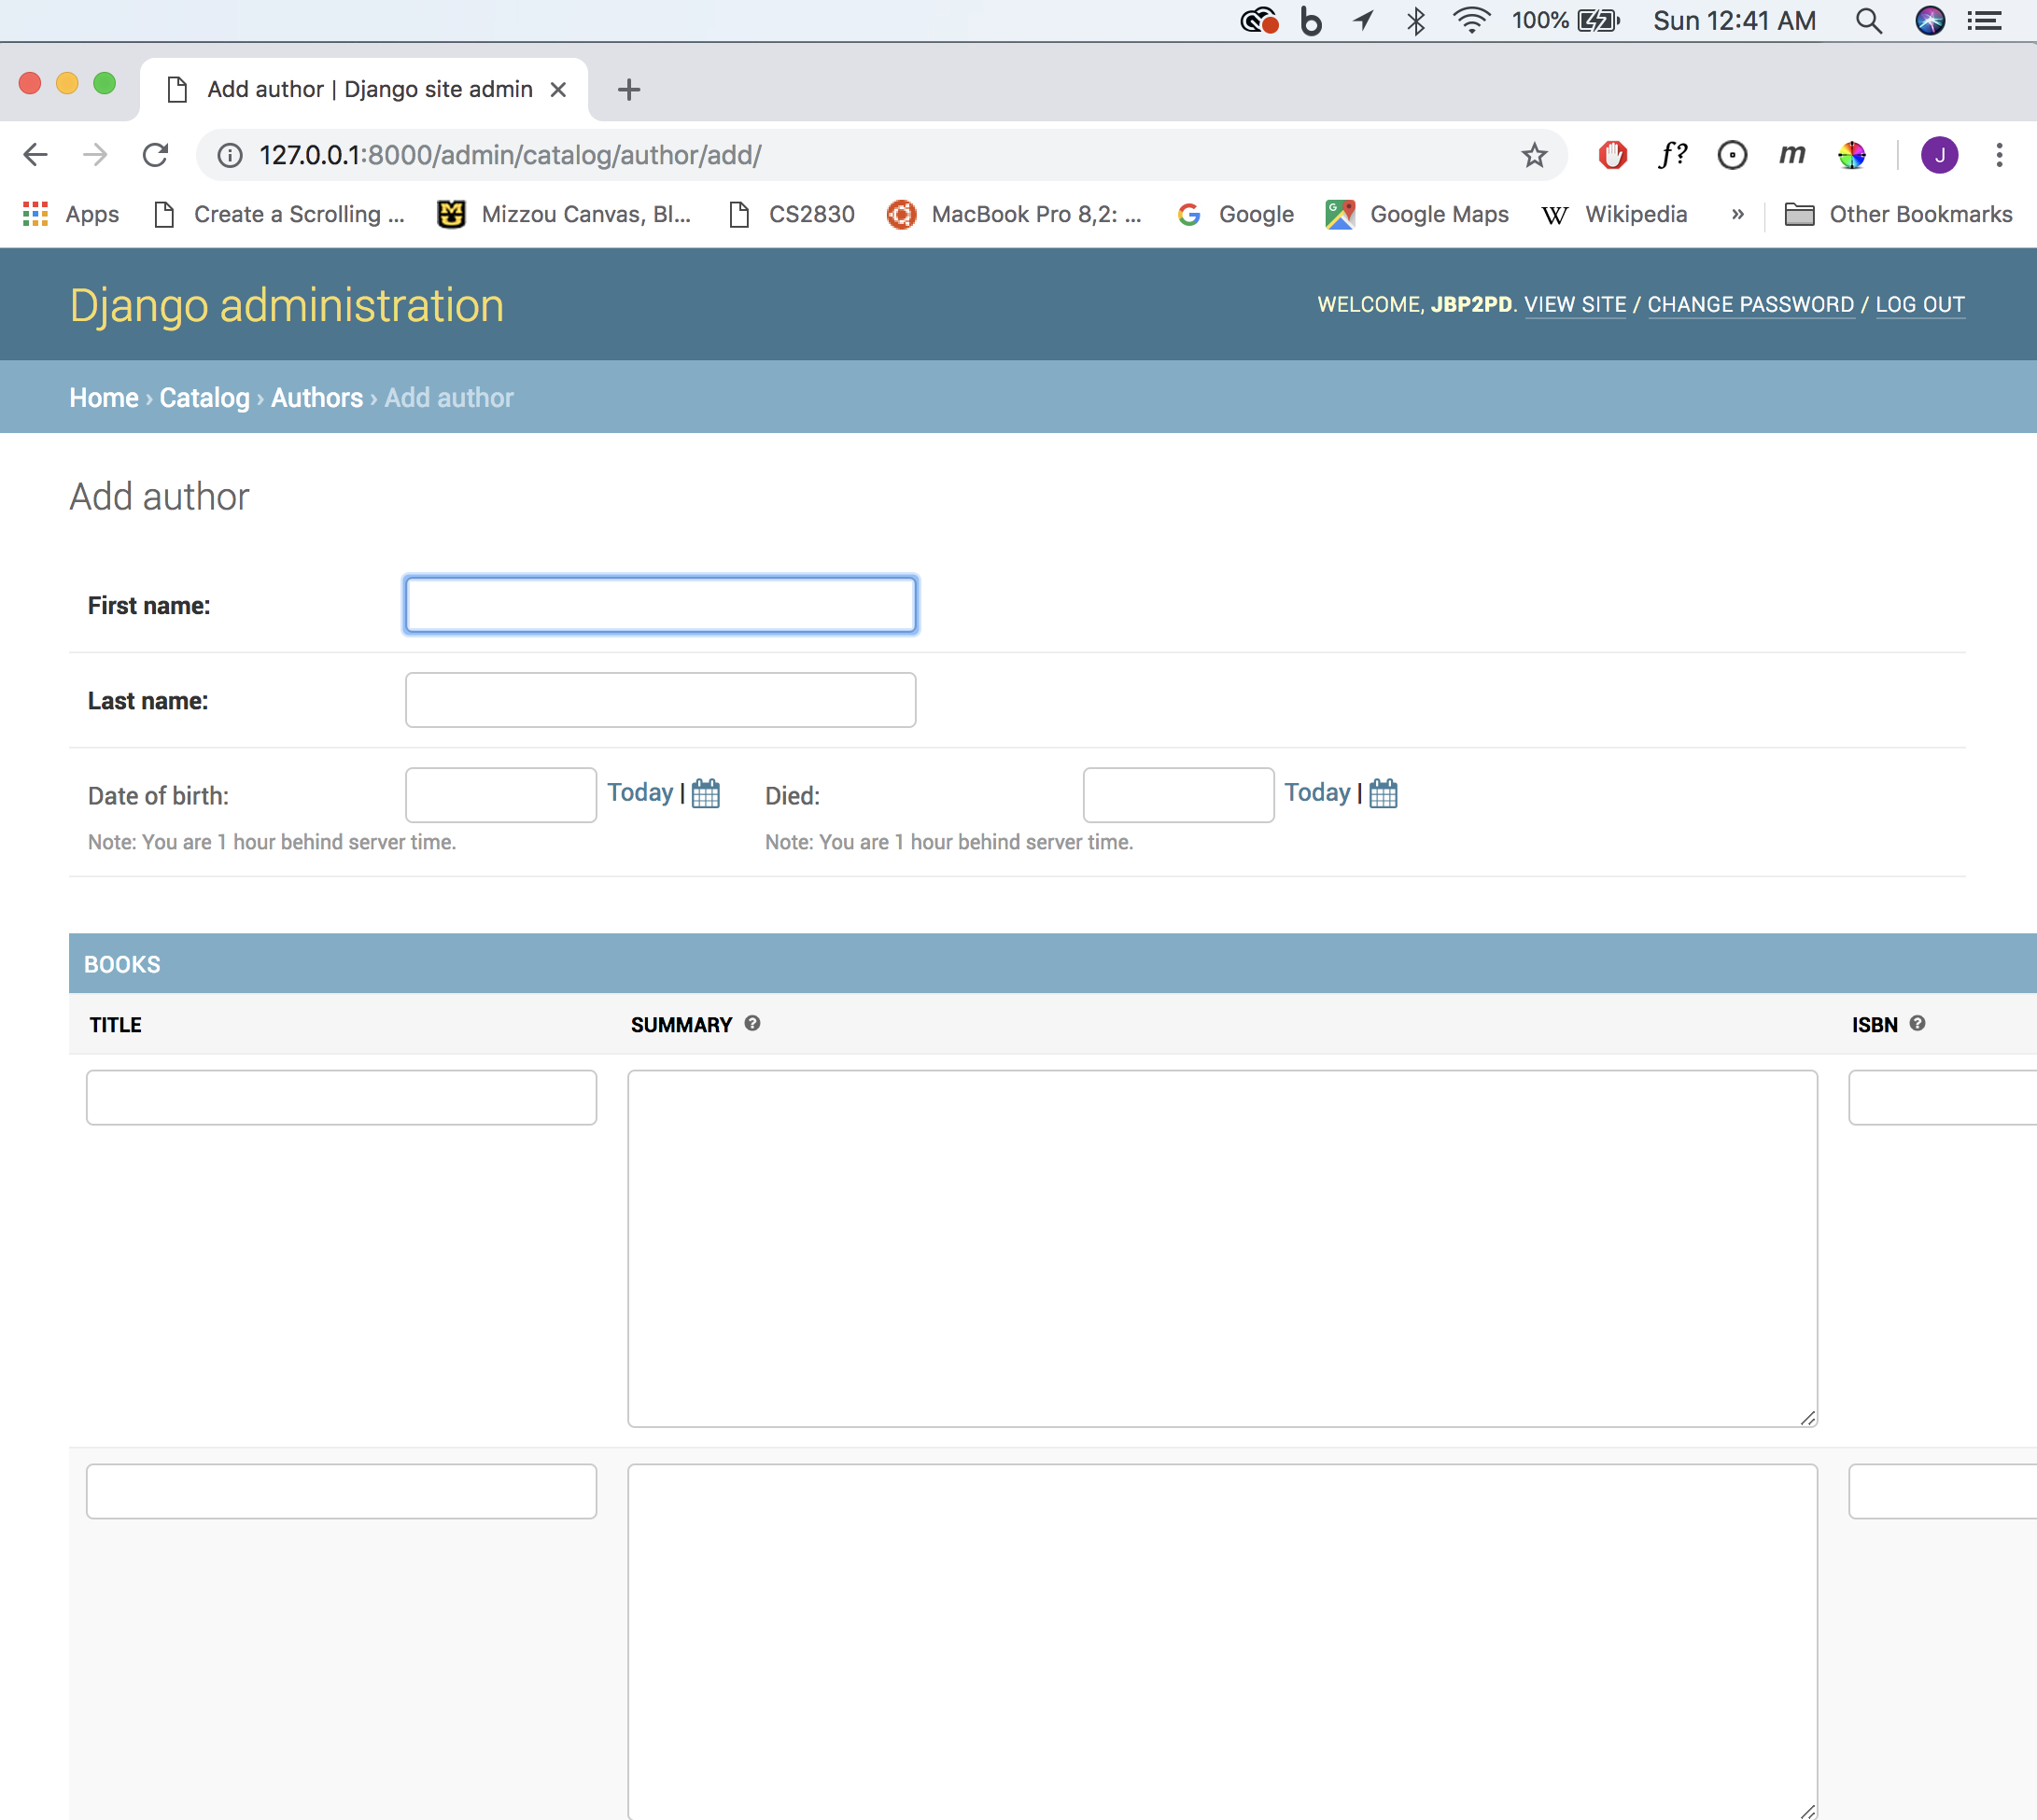 100% Sun 12:41 AM
Add author | Django site admin
127.0.0.1:8000/admin/catalog/author/add/
f? m J
Apps Create a Scrolling ... Mizzou Canvas, Bl... CS2830 MacBook Pro 8,2: ... Google Google Maps W Wikipedia » Other Bookmarks
Django administration
WELCOME, JBP2PD. VIEW SITE / CHANGE PASSWORD / LOG OUT
Home › Catalog › Authors › Add author
Add author
First name:
Last name:
Date of birth: Today | Died: Today |
Note: You are 1 hour behind server time. Note: You are 1 hour behind server time.
BOOKS
TITLE SUMMARY ? ISBN ?